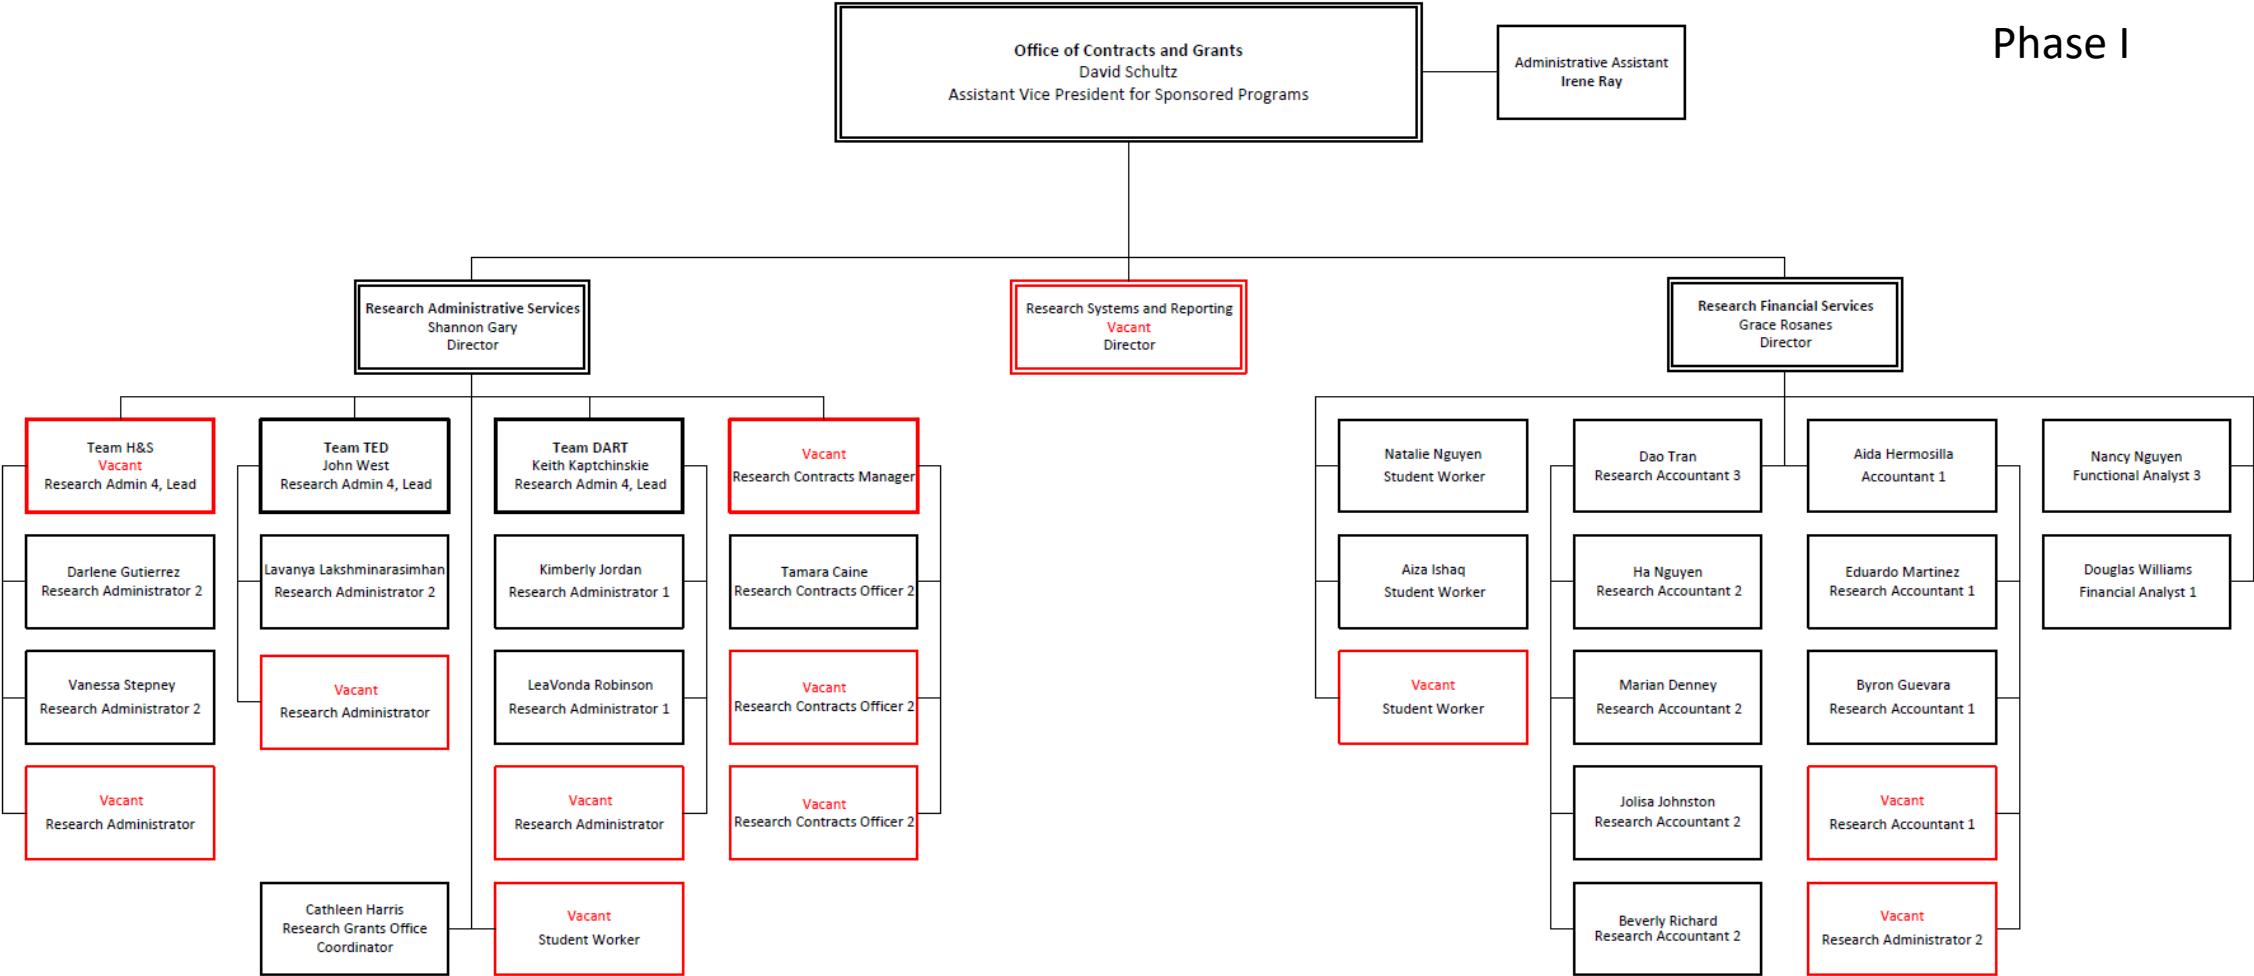 Phase I
Office of Contracts and Grants
David Schultz
Assistant Vice President for Sponsored Programs
Administrative Assistant
Irene Ray
Research Administrative Services
Shannon Gary
Director
Research Systems and Reporting
Vacant
Director
Research Financial Services
Grace Rosanes
Director
Team H&S
Vacant
Research Admin 4, Lead
Darlene Gutierrez
Research Administrator 2
Vanessa Stepney
Research Administrator 2
Vacant
Research Administrator
Team TED
John West
Research Admin 4, Lead
Lavanya Lakshminarasimhan
Research Administrator 2
Vacant
Research Administrator
Team DART
Keith Kaptchinskie
Research Admin 4, Lead
Kimberly Jordan
Research Administrator 1
LeaVonda Robinson
Research Administrator 1
Vacant
Research Administrator
Vacant
Research Contracts Manager
Tamara Caine
Research Contracts Officer 2
Vacant
Research Contracts Officer 2
Vacant
Research Contracts Officer 2
Cathleen Harris
Research Grants Office
Coordinator
Vacant
Student Worker
Natalie Nguyen
Student Worker
Aiza Ishaq
Student Worker
Vacant
Student Worker
Dao Tran
Research Accountant 3
Ha Nguyen
Research Accountant 2
Marian Denney
Research Accountant 2
Jolisa Johnston
Research Accountant 2
Beverly Richard
Research Accountant 2
Aida Hermosilla
Accountant 1
Eduardo Martinez
Research Accountant 1
Byron Guevara
Research Accountant 1
Vacant
Research Accountant 1
Vacant
Research Administrator 2
Nancy Nguyen
Functional Analyst 3
Douglas Williams
Financial Analyst 1